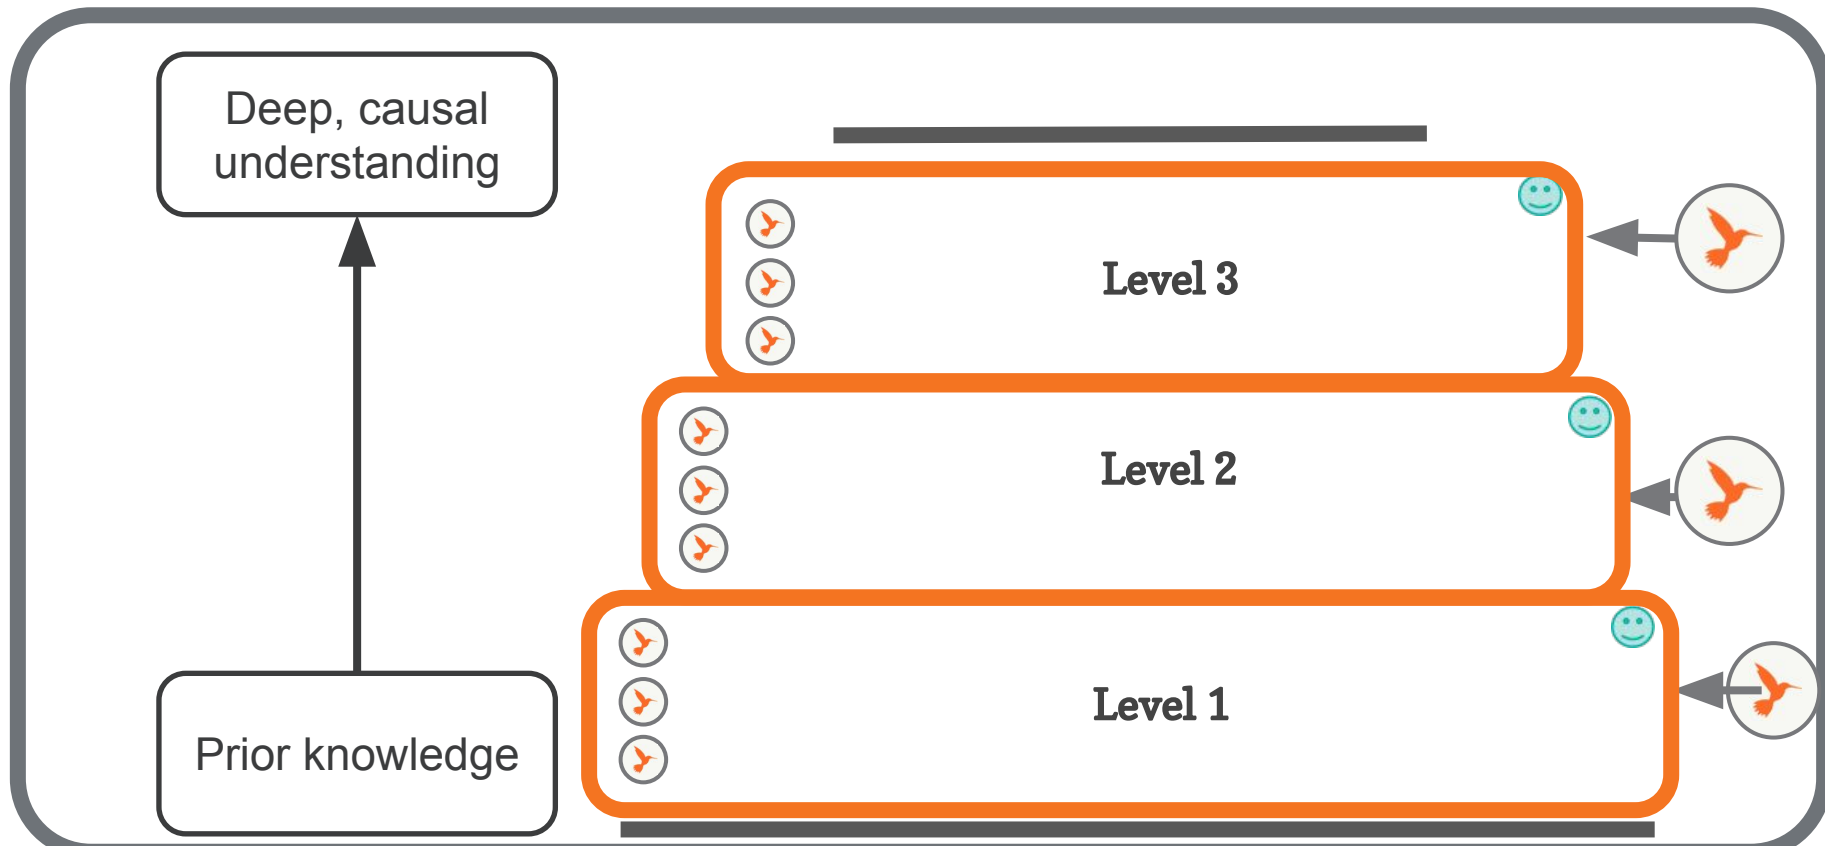 Deep, causal
understanding
Level 3
Level 2
Level 1
Prior knowledge